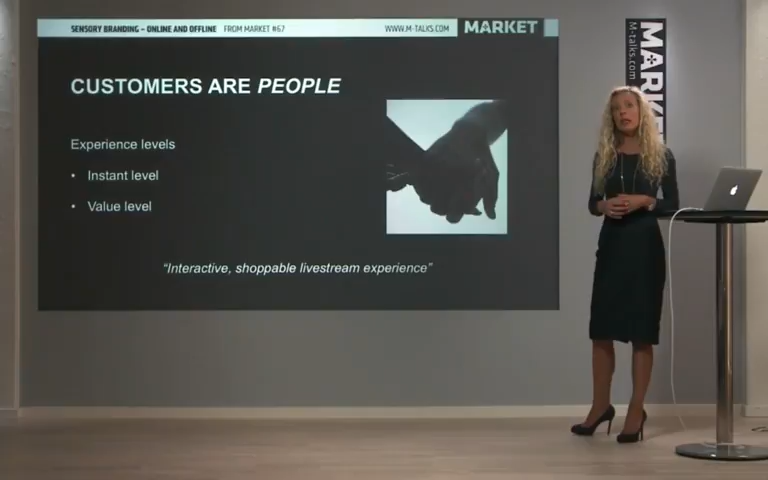 SENSORY BRANDING – ONLINE AND OFFLINE FROM MARKET #67 WWW.M-TALKS.COM MARKET
CUSTOMERS ARE PEOPLE
Experience levels
• Instant level
• Value level
“Interactive, shoppable livestream experience”
M-talks.com